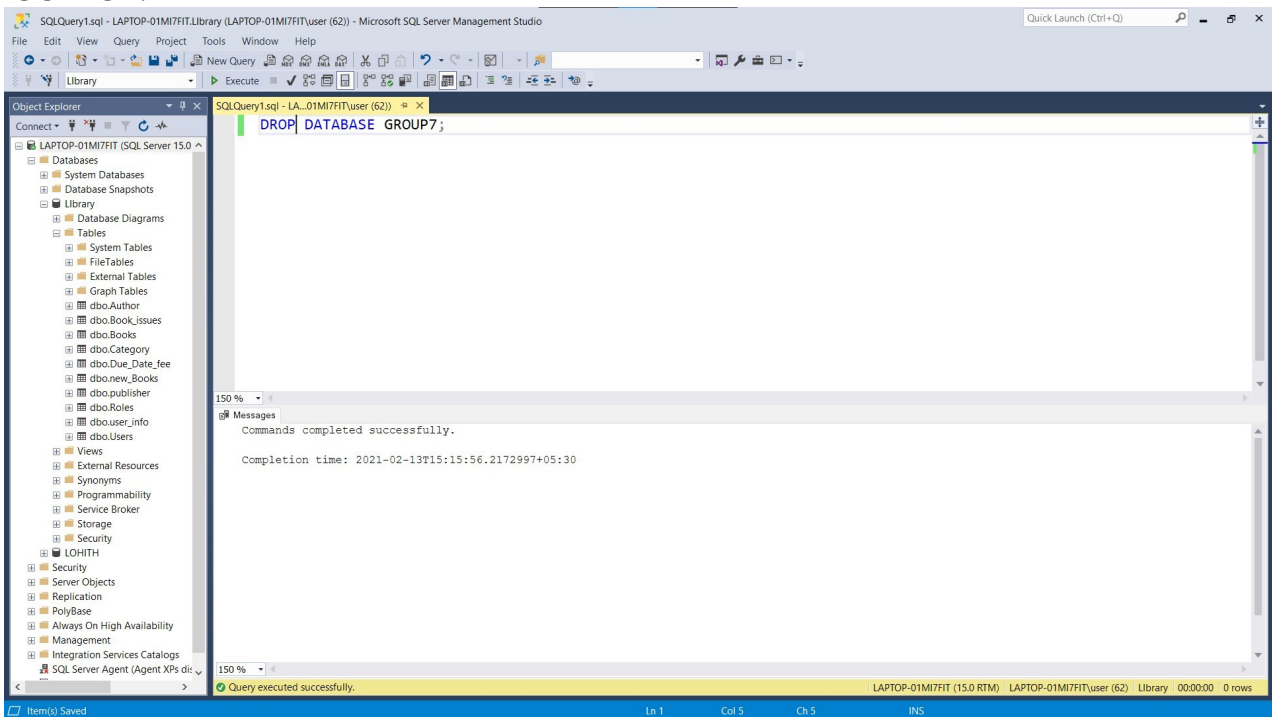 SQLQuery1.sql - LAPTOP-01MI7FIT.LIbrary (LAPTOP-01MI7FIT\user (62)) - Microsoft SQL Server Management Studio
Quick Launch (Ctrl+Q)
File Edit View Query Project Tools Window Help
New Query
LIbrary
Execute
Object Explorer
SQLQuery1.sql - LA...01MI7FIT\user (62))
Connect
DROP DATABASE GROUP7;
LAPTOP-01MI7FIT (SQL Server 15.0
Databases
System Databases
Database Snapshots
LIbrary
Database Diagrams
Tables
System Tables
FileTables
External Tables
Graph Tables
dbo.Author
dbo.Book_issues
dbo.Books
dbo.Category
dbo.Due_Date_fee
dbo.new_Books
dbo.publisher
dbo.Roles
dbo.user_info
dbo.Users
Views
External Resources
Synonyms
Programmability
Service Broker
Storage
Security
LOHITH
Security
Server Objects
Replication
PolyBase
Always On High Availability
Management
Integration Services Catalogs
SQL Server Agent (Agent XPs dis
150 %
Messages
Commands completed successfully.
Completion time: 2021-02-13T15:15:56.2172997+05:30
150 %
Query executed successfully.
LAPTOP-01MI7FIT (15.0 RTM) LAPTOP-01MI7FIT\user (62) LIbrary 00:00:00 0 rows
Item(s) Saved
Ln 1 Col 5 Ch 5 INS